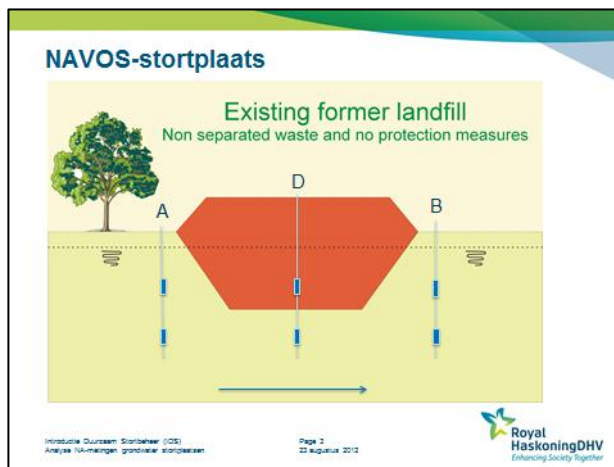 NAVOS-stortplaats
Existing former landfill
Non separated waste and no protection measures
D
A
B
Introductie Duurzaam Stortbeheer (IDS)
Analyse NA-metingen grondwater stortplaatsen
Page 2
23 augustus 2012
Royal
HaskoningDHV
Enhancing Society Together